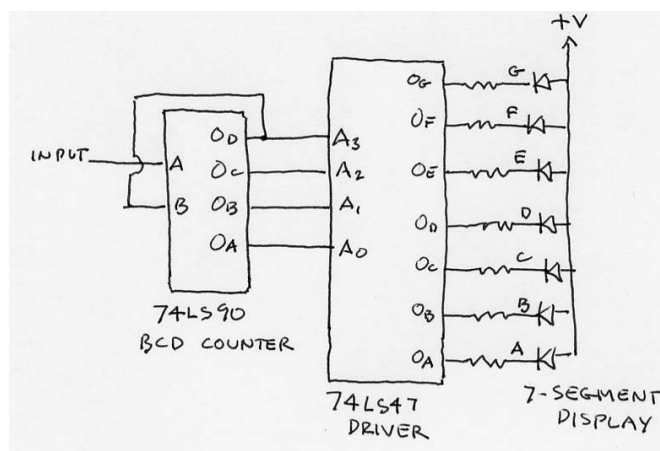 +V
INPUT
A
B
OD
OC
OB
OA
74LS90
BCD COUNTER
A3
A2
A1
A0
OG
OF
OE
OD
OC
OB
OA
74LS47
DRIVER
G
F
E
D
C
B
A
7-SEGMENT
DISPLAY